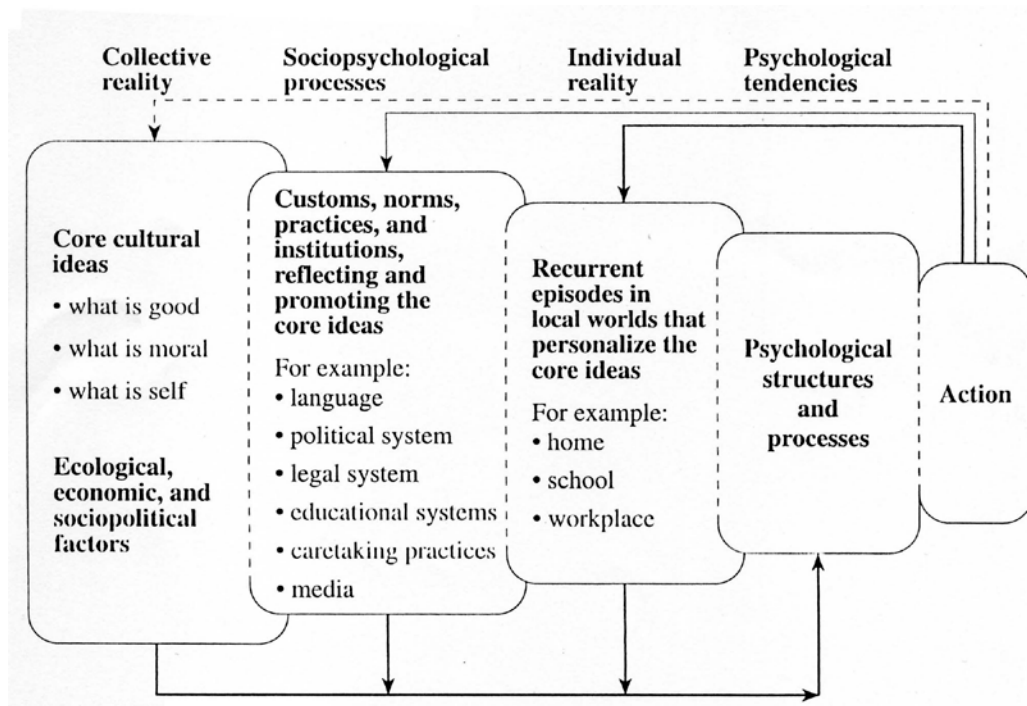 Collective
reality
Sociopsychological
processes
Individual
reality
Psychological
tendencies
Core cultural
ideas
• what is good
• what is moral
• what is self
Ecological,
economic, and
sociopolitical
factors
Customs, norms,
practices, and
institutions,
reflecting and
promoting the
core ideas
For example:
• language
• political system
• legal system
• educational systems
• caretaking practices
• media
Recurrent
episodes in
local worlds that
personalize the
core ideas
For example:
• home
• school
• workplace
Psychological
structures
and
processes
Action